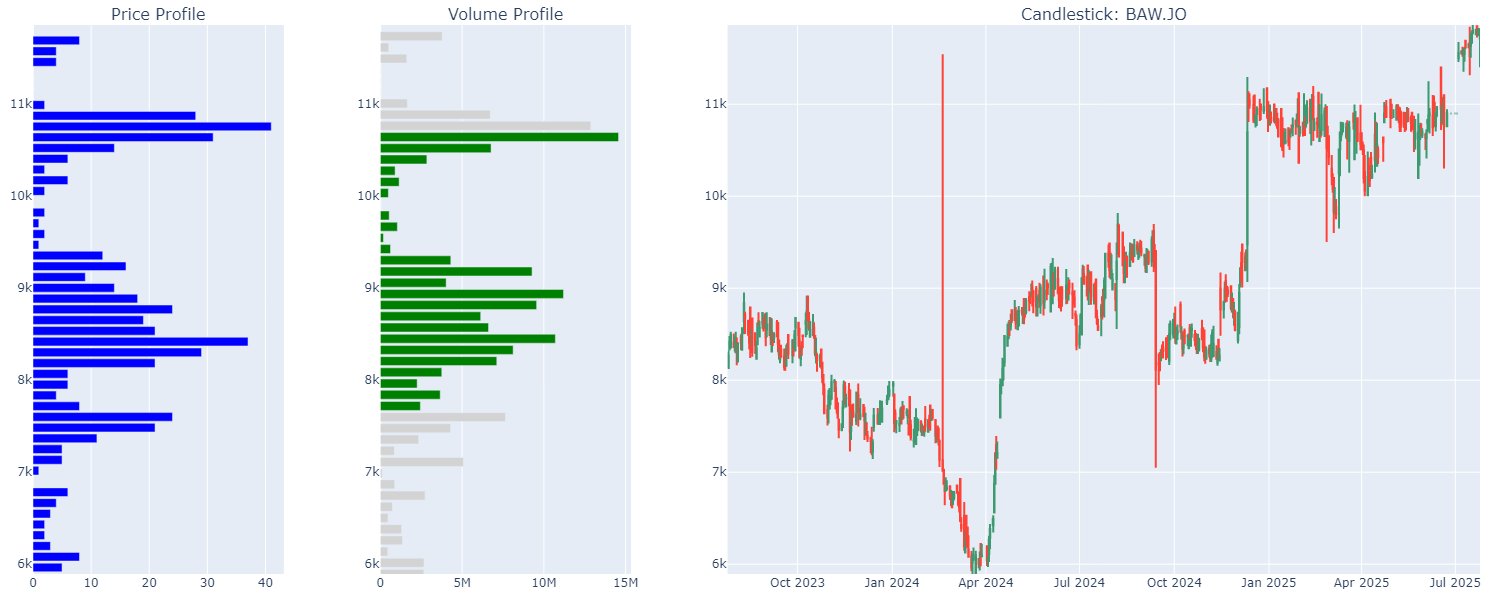 Price Profile
Volume Profile
Candlestick: BAW.JO
11k
10k
9k
8k
7k
6k
0 10 20 30 40
11k
10k
9k
8k
7k
6k
0 5M 10M 15M
11k
10k
9k
8k
7k
6k
Oct 2023 Jan 2024 Apr 2024 Jul 2024 Oct 2024 Jan 2025 Apr 2025 Jul 2025